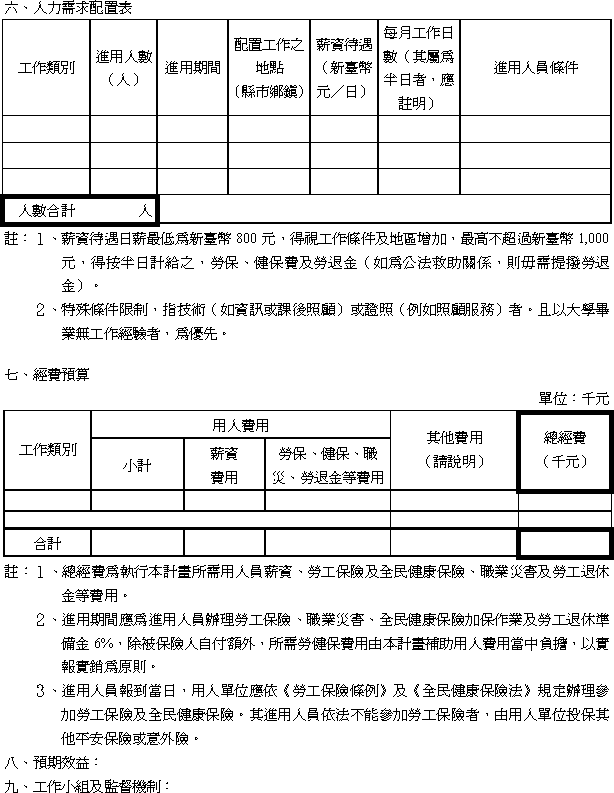 六、人力需求配置表
工作類別
進用人數
（人）
進用期間
配置工作之
地點
（縣市鄉鎮）
薪資待遇
（新臺幣
元／日）
每月工作日
數（其屬為
半日者，應
註明）
進用人員條件
人數合計　　　　人
註：１、薪資待遇日薪最低為新臺幣 800 元，得視工作條件及地區增加，最高不超過新臺幣 1,000
元，得按半日計給之，勞保、健保費及勞退金（如為公法救助關係，則毋需提撥勞退
金）。
２、特殊條件限制，指技術（如資訊或課後照顧）或證照（例如照顧服務）者。且以大學畢
業無工作經驗者，為優先。
七、經費預算
單位：千元
工作類別
用人費用
小計
薪資
費用
勞保、健保、職
災、勞退金等費用
其他費用
（請說明）
總經費
（千元）
合計
註：１、總經費為執行本計畫所需用人員薪資、勞工保險及全民健康保險、職業災害及勞工退休
金等費用。
２、進用期間應為進用人員辦理勞工保險、職業災害、全民健康保險加保作業及勞工退休準
備金 6%，除被保險人自付額外，所需勞健保費用由本計畫補助用人費用當中負擔，以實
報實銷為原則。
３、進用人員報到當日，用人單位應依《勞工保險條例》及《全民健康保險法》規定辦理參
加勞工保險及全民健康保險。其進用人員依法不能參加勞工保險者，由用人單位投保其
他平安保險或意外險。
八、預期效益：
九、工作小組及監督機制：